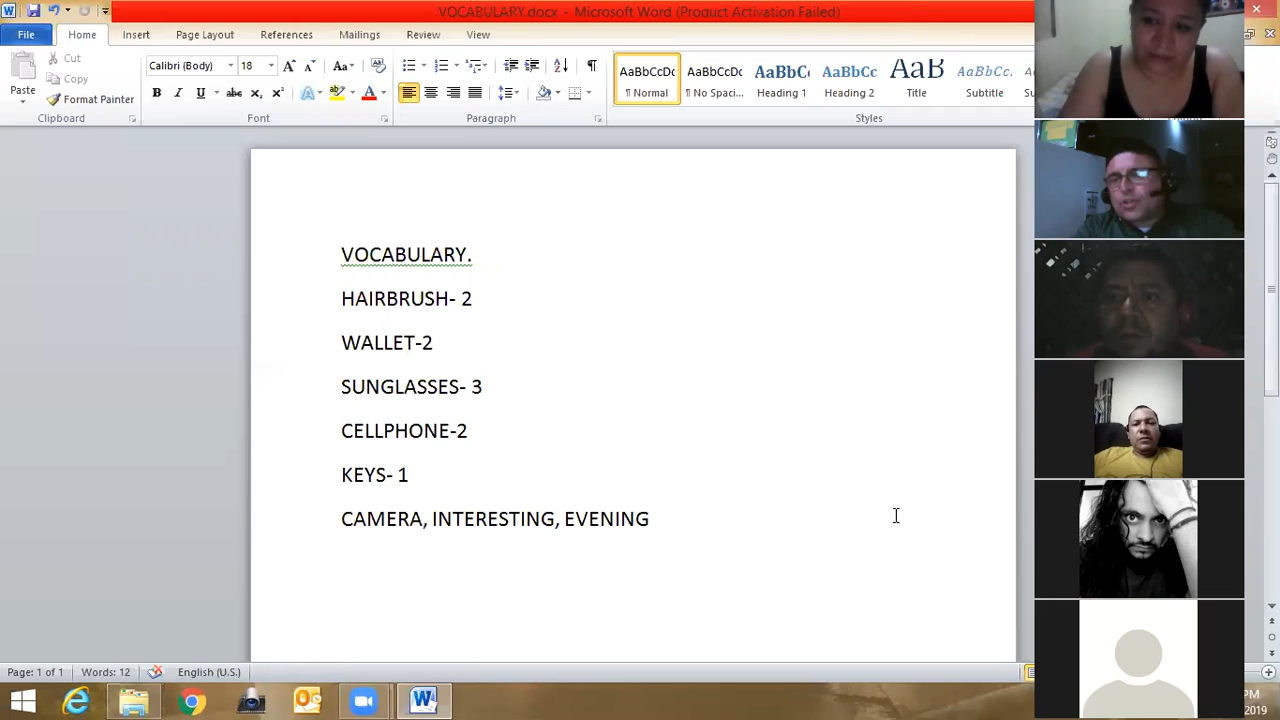 VOCABULARY.docx - Microsoft Word (Product Activation Failed)
File Home Insert Page Layout References Mailings Review View
Cut
Copy
Format Painter
Paste
Calibri (Body) 18
AaBbCcDc AaBbCcDc AaBbCc AaBbCc AaB AaBbCc.
¶ Normal ¶ No Spaci... Heading 1 Heading 2 Title Subtitle
Clipboard Font Paragraph Styles
VOCABULARY.
HAIRBRUSH- 2
WALLET-2
SUNGLASSES- 3
CELLPHONE-2
KEYS- 1
CAMERA, INTERESTING, EVENING
Page: 1 of 1 Words: 12 English (U.S.)